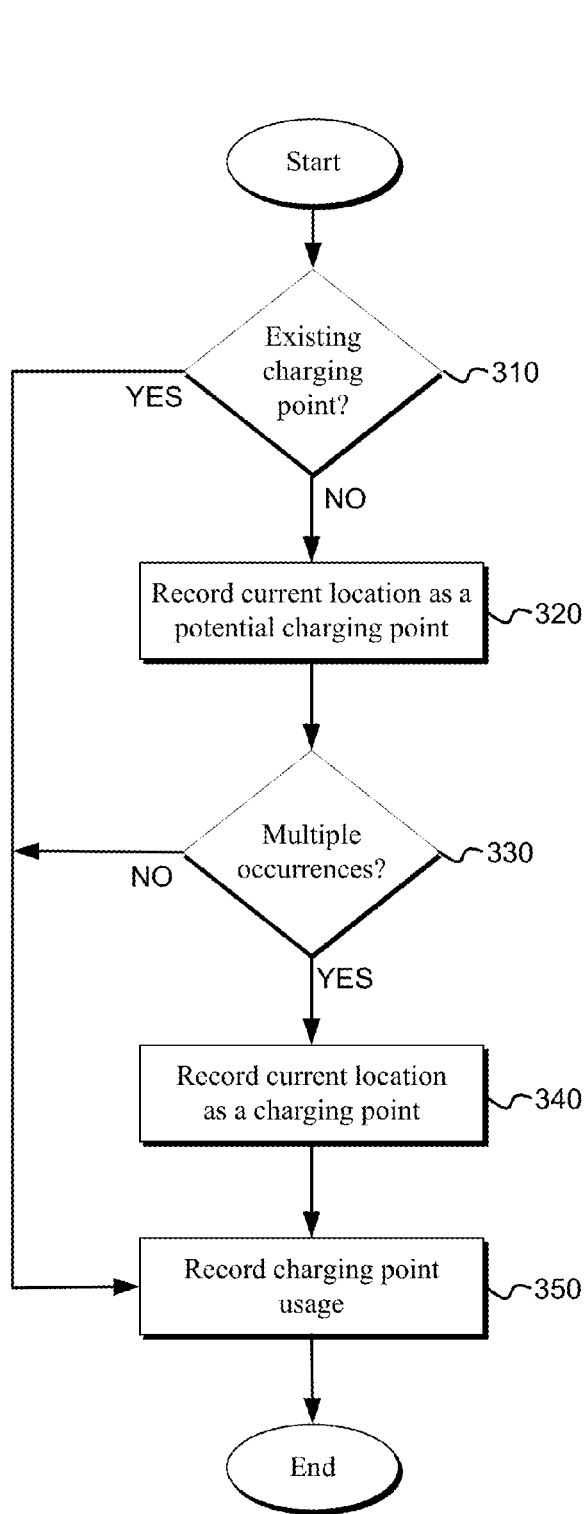 Start
Existing
charging
point?
310
YES
NO
Record current location as a
potential charging point
320
Multiple
occurrences?
330
NO
YES
Record current location
as a charging point
340
Record charging point
usage
350
End